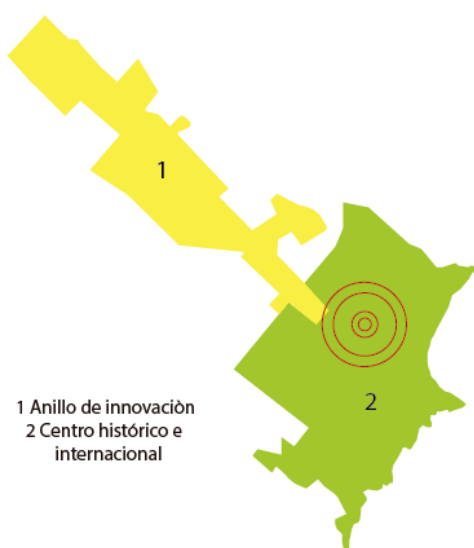 1
2
1 Anillo de innovaciòn
2 Centro histórico e
internacional